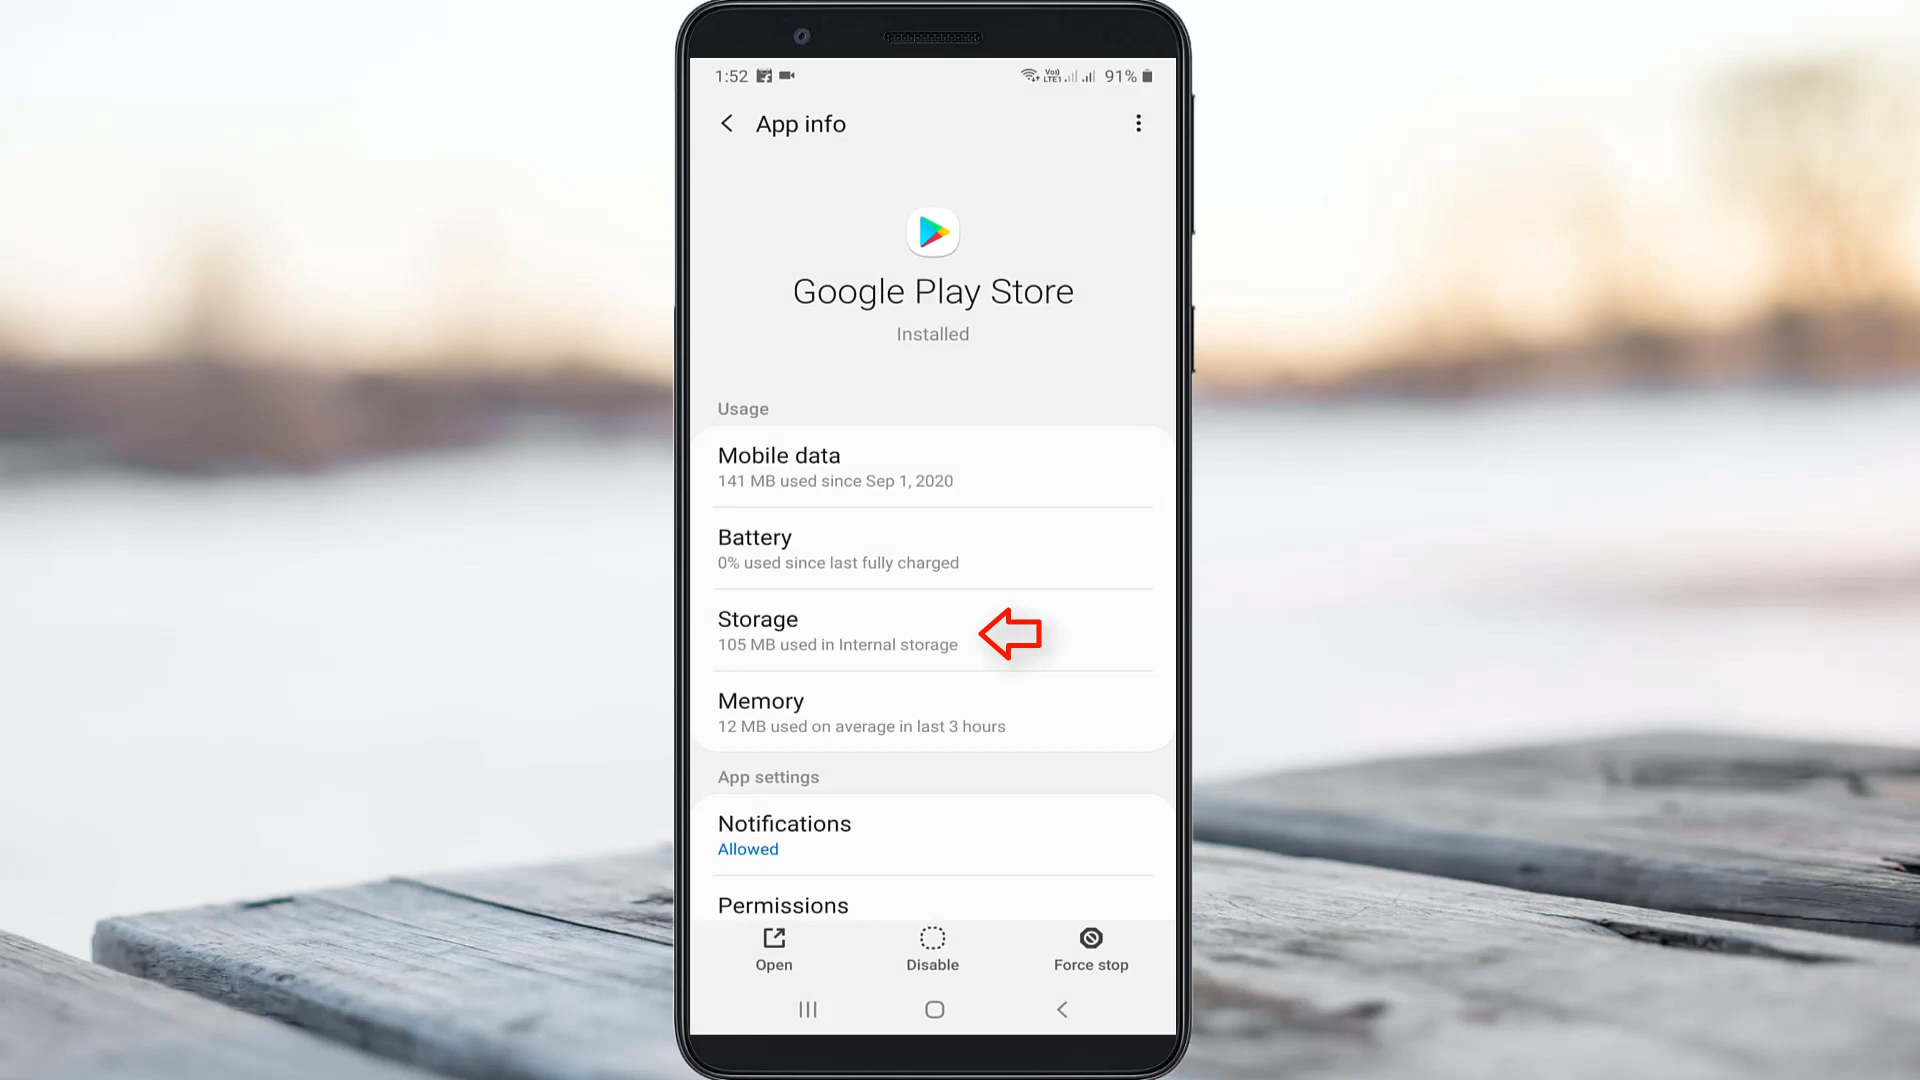 1:52 91%
App info
Google Play Store
Installed
Usage
Mobile data
141 MB used since Sep 1, 2020
Battery
0% used since last fully charged
Storage
105 MB used in Internal storage
Memory
12 MB used on average in last 3 hours
App settings
Notifications
Allowed
Permissions
Open Disable Force stop